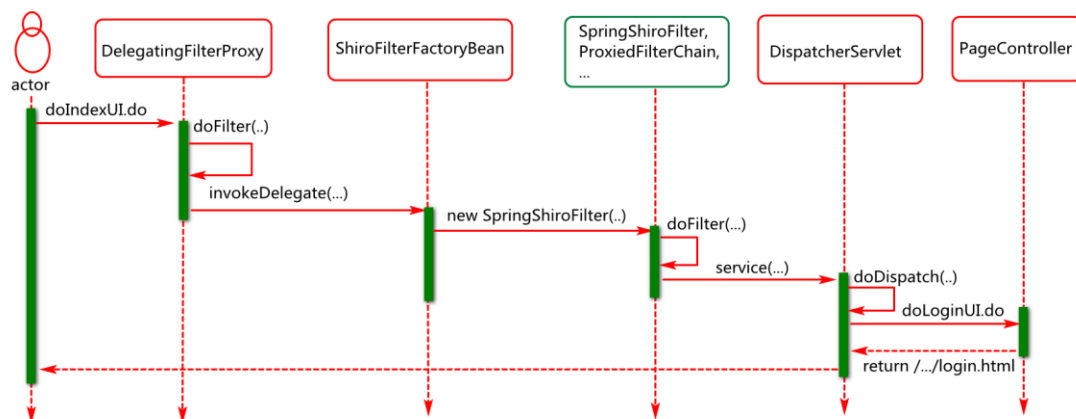 SpringShiroFilter,
ProxiedFilterChain,
...
DelegatingFilterProxy
ShiroFilterFactoryBean
DispatcherServlet
PageController
actor
doIndexUI.do
doFilter(..)
invokeDelegate(...)
new SpringShiroFilter(..)
doFilter(...)
service(...)
doDispatch(..)
doLoginUI.do
return /.../login.html